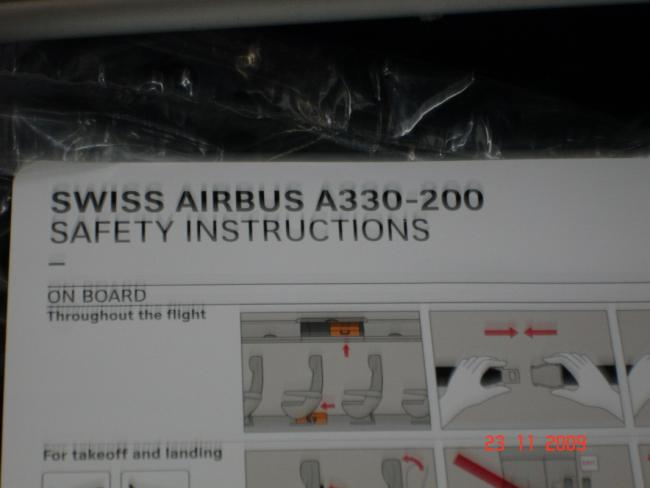 SWISS AIRBUS A330-200
SAFETY INSTRUCTIONS
ON BOARD
Throughout the flight
For takeoff and landing
23 11 2009